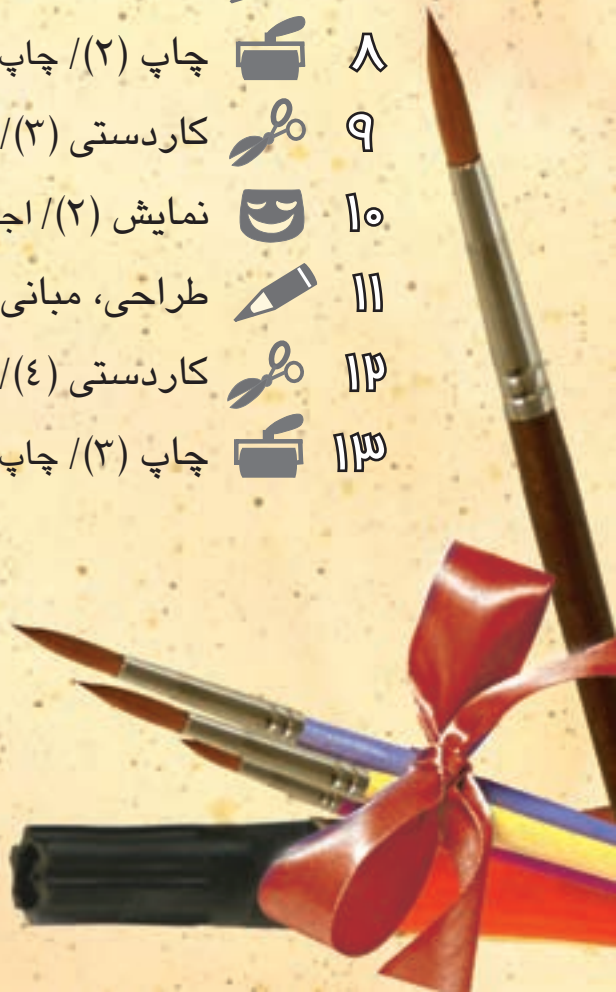 ۸ چاپ (۲)/ چاپ
۹ کاردستی (۳)/
۱۰ نمایش (۲)/
۱۱ طراحی، مبانی
۱۲ کاردستی (٤)/
۱۳ چاپ (۳)/ چاپ